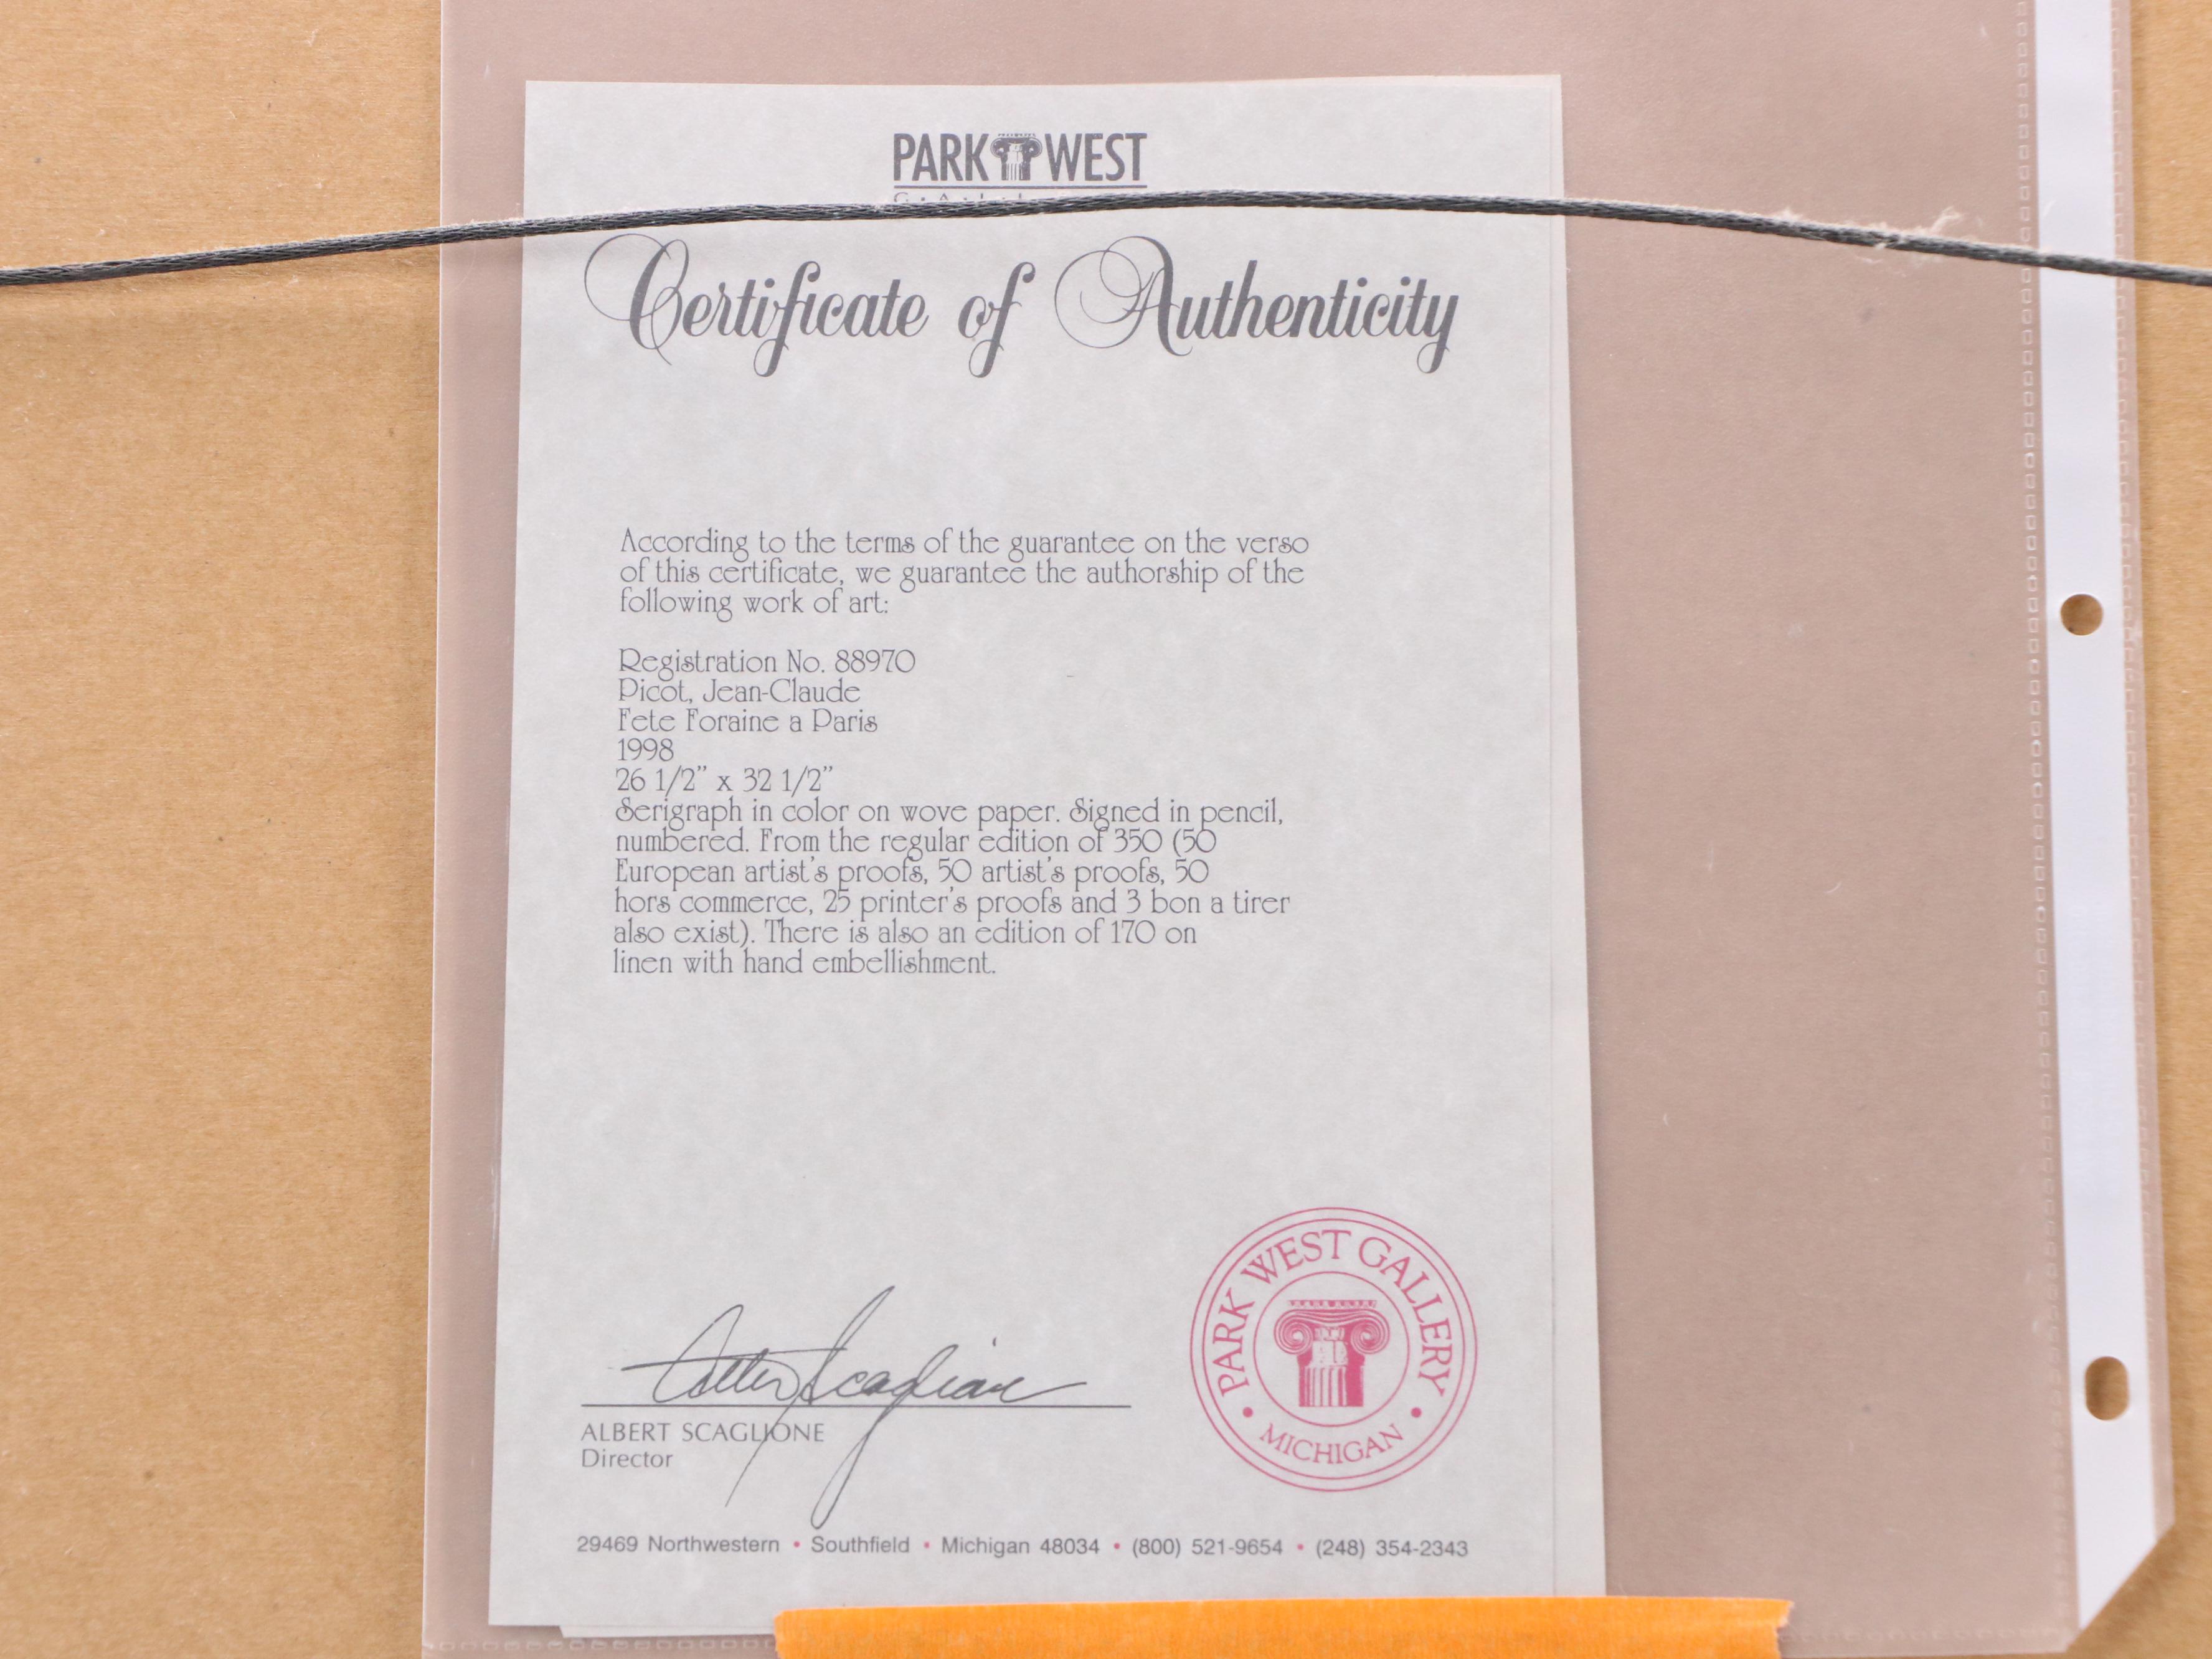 PARK WEST
Certificate of Authenticity
According to the terms of the guarantee on the verso
of this certificate, we guarantee the authorship of the
following work of art:
Registration No. 88970
Picot, Jean-Claude
Fete Foraine a Paris
1998
26 1/2" x 32 1/2"
Serigraph in color on wove paper. Signed in pencil,
numbered. From the regular edition of 350 (50
European artist's proofs, 50 artist's proofs, 50
hors commerce, 25 printer's proofs and 3 bon a tirer
also exist). There is also an edition of 170 on
linen with hand embellishment.
Albert Scaglione
ALBERT SCAGLIONE
Director
PARK WEST GALLERY
• MICHIGAN •
29469 Northwestern • Southfield • Michigan 48034 • (800) 521-9654 • (248) 354-2343